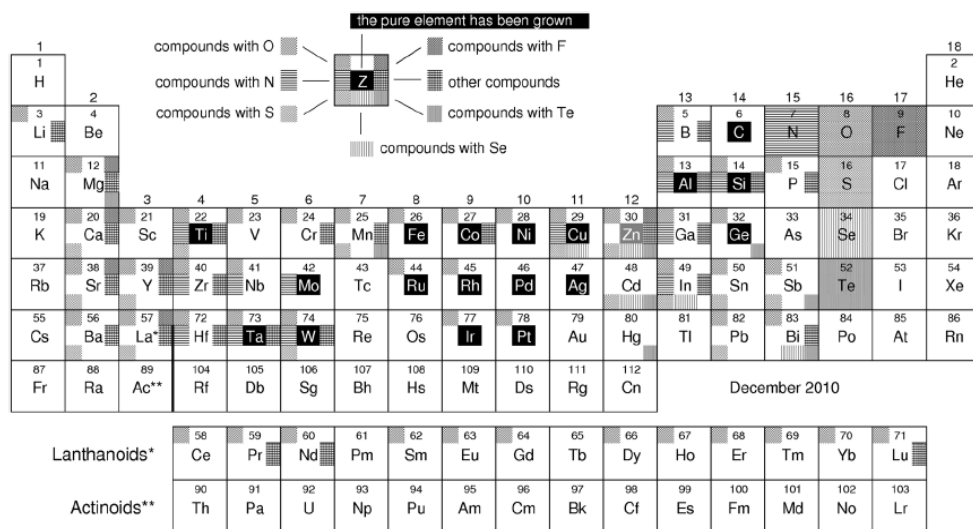 the pure element has been grown
compounds with O
compounds with F
compounds with N
Z
other compounds
compounds with S
compounds with Te
compounds with Se
1 18
1 2
H He
2 13 14 15 16 17
3 4 5 6 7 8 9 10
Li Be B C N O F Ne
11 12 13 14 15 16 17 18
Na Mg Al Si P S Cl Ar
3 4 5 6 7 8 9 10 11 12
19 20 21 22 23 24 25 26 27 28 29 30 31 32 33 34 35 36
K Ca Sc Ti V Cr Mn Fe Co Ni Cu Zn Ga Ge As Se Br Kr
37 38 39 40 41 42 43 44 45 46 47 48 49 50 51 52 53 54
Rb Sr Y Zr Nb Mo Tc Ru Rh Pd Ag Cd In Sn Sb Te I Xe
55 56 57 72 73 74 75 76 77 78 79 80 81 82 83 84 85 86
Cs Ba La* Hf Ta W Re Os Ir Pt Au Hg Tl Pb Bi Po At Rn
87 88 89 104 105 106 107 108 109 110 111 112
Fr Ra Ac** Rf Db Sg Bh Hs Mt Ds Rg Cn
December 2010
58 59 60 61 62 63 64 65 66 67 68 69 70 71
Lanthanoids* Ce Pr Nd Pm Sm Eu Gd Tb Dy Ho Er Tm Yb Lu
90 91 92 93 94 95 96 97 98 99 100 101 102 103
Actinoids** Th Pa U Np Pu Am Cm Bk Cf Es Fm Md No Lr